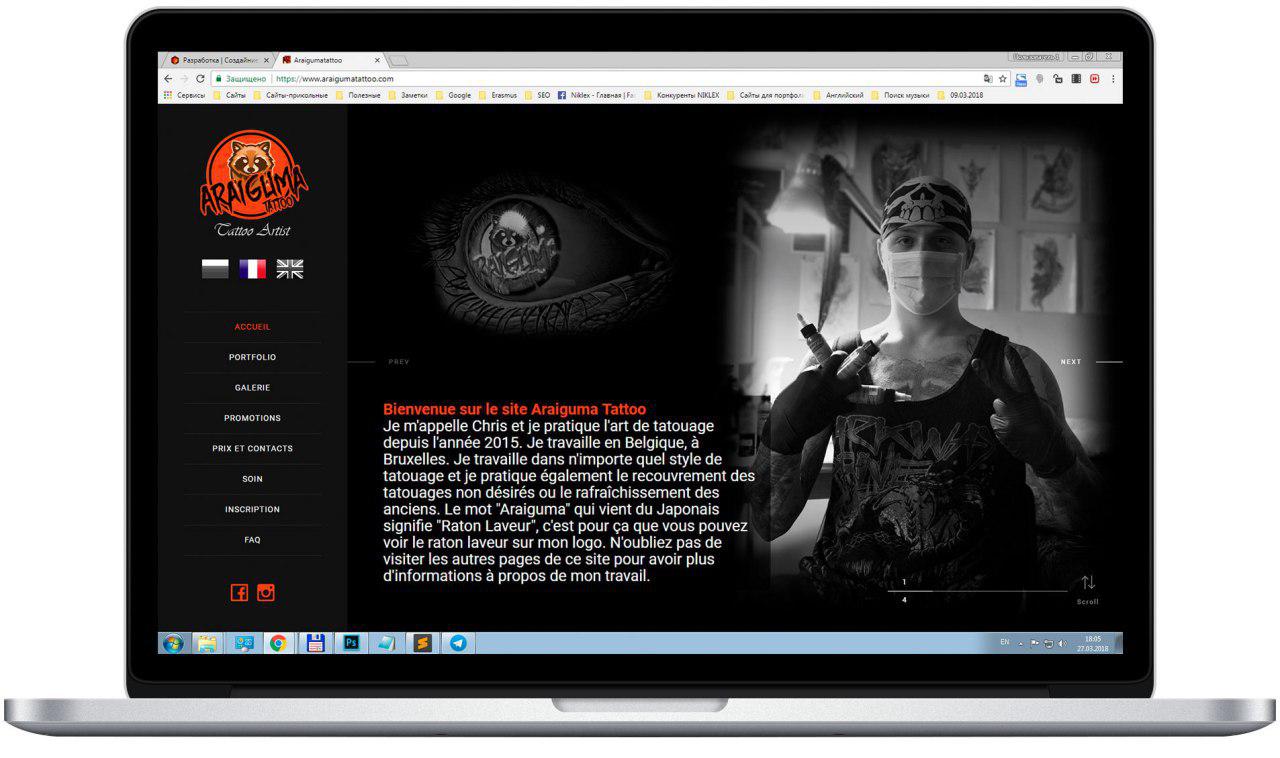 Разработка | Создайни
Araigumatattoo
Пользователь 1
Защищено | https://www.araigumatattoo.com
Сервисы
Сайты
Сайты-прикольные
Полезные
Заметки
Google
Erasmus
SEO
Niklex - Главная | Fa
Конкуренты NIKLEX
Сайты для портфол
Английский
Поиск музыки
09.03.2018
ARAIGUMA
TATTOO
Tattoo Artist
ACCUEIL
PORTFOLIO
GALERIE
PROMOTIONS
PRIX ET CONTACTS
SOIN
INSCRIPTION
FAQ
ARAIGUMA
PREV
NEXT
Bienvenue sur le site Araiguma Tattoo
Je m'appelle Chris et je pratique l'art de tatouage
depuis l'année 2015. Je travaille en Belgique, à
Bruxelles. Je travaille dans n'importe quel style de
tatouage et je pratique également le recouvrement des
tatouages non désirés ou le rafraîchissement des
anciens. Le mot "Araiguma" qui vient du Japonais
signifie "Raton Laveur", c'est pour ça que vous pouvez
voir le raton laveur sur mon logo. N'oubliez pas de
visiter les autres pages de ce site pour avoir plus
d'informations à propos de mon travail.
1
4
Scroll
Ps
EN
18:05
27.03.2018